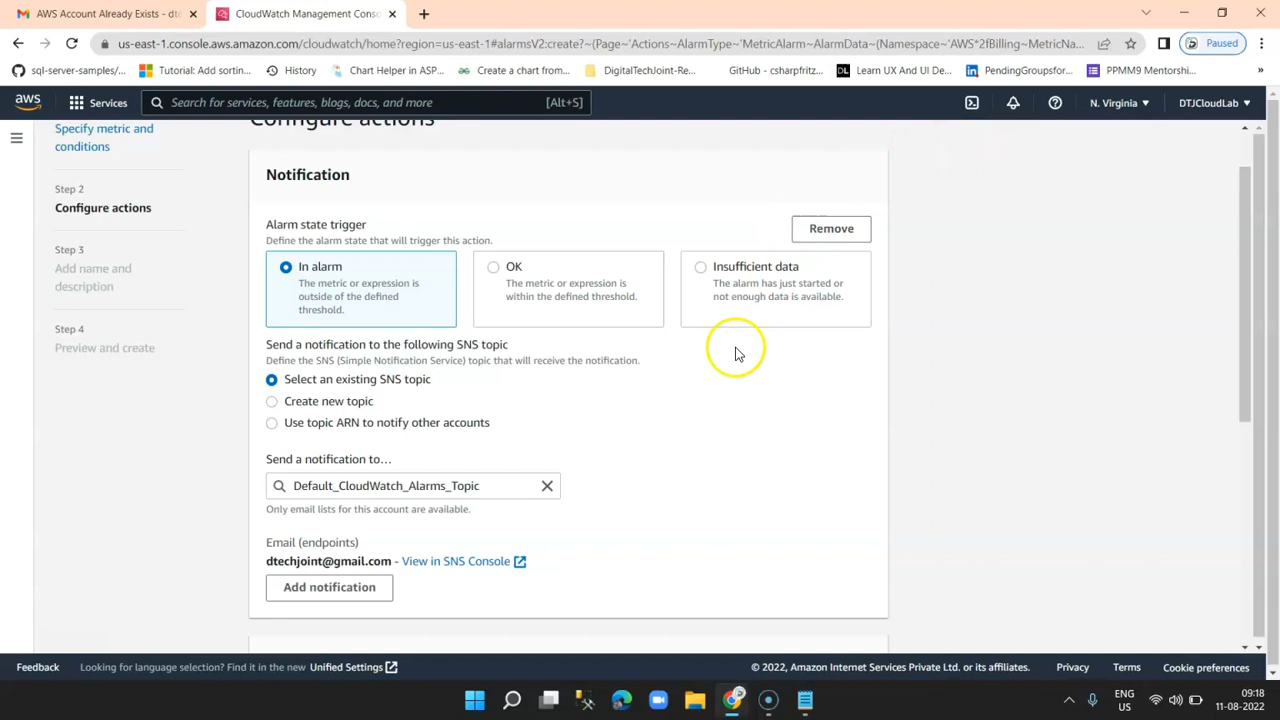 AWS Account Already Exists - dte
CloudWatch Management Conso
us-east-1.console.aws.amazon.com/cloudwatch/home?region=us-east-1#alarmsV2:create?~(Page~'Actions~AlarmType~'MetricAlarm~AlarmData~(Namespace~'AWS*2fBilling~MetricNa...
Paused
sql-server-samples/...
Tutorial: Add sortin...
History
Chart Helper in ASP...
Create a chart from...
DigitalTechJoint-Re...
GitHub - csharpfritz...
DL Learn UX And UI De...
PendingGroupsfor...
PPMM9 Mentorshi...
»
aws
Services
Search for services, features, blogs, docs, and more
[Alt+S]
N. Virginia
DTJCloudLab
Specify metric and
conditions
Step 2
Configure actions
Step 3
Add name and
description
Step 4
Preview and create
Configure actions
Notification
Alarm state trigger
Define the alarm state that will trigger this action.
Remove
In alarm
The metric or expression is
outside of the defined
threshold.
OK
The metric or expression is
within the defined threshold.
Insufficient data
The alarm has just started or
not enough data is available.
Send a notification to the following SNS topic
Define the SNS (Simple Notification Service) topic that will receive the notification.
Select an existing SNS topic
Create new topic
Use topic ARN to notify other accounts
Send a notification to…
Default_CloudWatch_Alarms_Topic
Only email lists for this account are available.
Email (endpoints)
dtechjoint@gmail.com - View in SNS Console
Add notification
Feedback
Looking for language selection? Find it in the new Unified Settings
© 2022, Amazon Internet Services Private Ltd. or its affiliates.
Privacy
Terms
Cookie preferences
ENG
US
09:18
11-08-2022